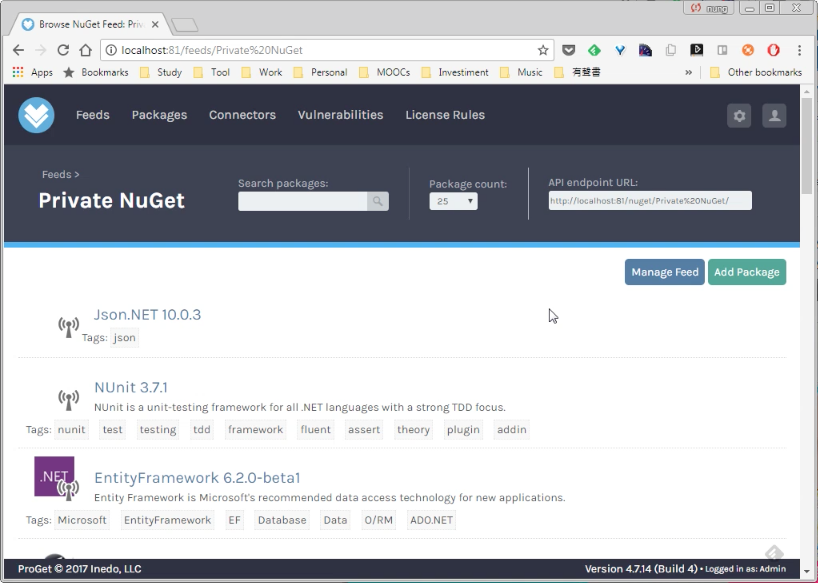 nung
Browse NuGet Feed: Priv
localhost:81/feeds/Private%20NuGet
Apps Bookmarks Study Tool Work Personal MOOCs Investiment Music 有聲書 » Other bookmarks
Feeds Packages Connectors Vulnerabilities License Rules
Feeds >
Private NuGet
Search packages:
Package count:
25
API endpoint URL:
http://localhost:81/nuget/Private%20NuGet/
Manage Feed Add Package
Json.NET 10.0.3
Tags: json
NUnit 3.7.1
NUnit is a unit-testing framework for all .NET languages with a strong TDD focus.
Tags: nunit test testing tdd framework fluent assert theory plugin addin
.NET
EntityFramework 6.2.0-beta1
Entity Framework is Microsoft's recommended data access technology for new applications.
Tags: Microsoft EntityFramework EF Database Data O/RM ADO.NET
ProGet © 2017 Inedo, LLC Version 4.7.14 (Build 4) • Logged in as: Admin